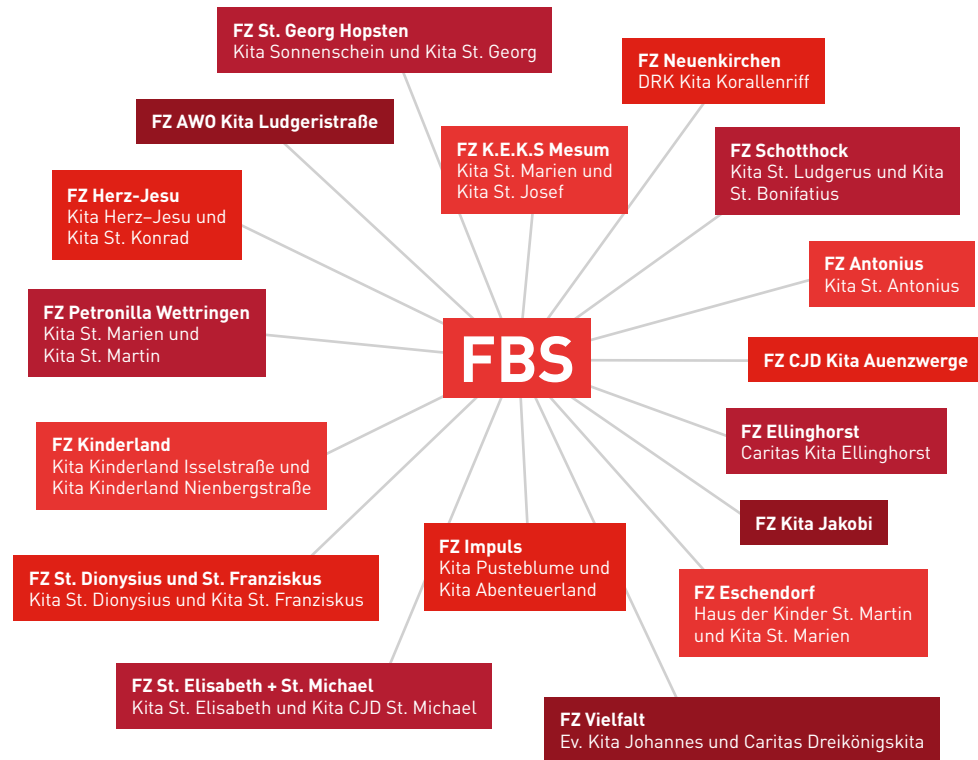 FZ St. Georg Hopsten
Kita Sonnenschein und Kita St. Georg
FZ Neuenkirchen
DRK Kita Korallenriff
FZ AWO Kita Ludgeristraße
FZ K.E.K.S Mesum
Kita St. Marien und
Kita St. Josef
FZ Schotthock
Kita St. Ludgerus und Kita
St. Bonifatius
FZ Herz-Jesu
Kita Herz–Jesu und
Kita St. Konrad
FZ Antonius
Kita St. Antonius
FZ Petronilla Wettringen
Kita St. Marien und
Kita St. Martin
FBS
FZ CJD Kita Auenzwerge
FZ Ellinghorst
Caritas Kita Ellinghorst
FZ Kinderland
Kita Kinderland Isselstraße und
Kita Kinderland Nienbergstraße
FZ Kita Jakobi
FZ Impuls
Kita Pusteblume und
Kita Abenteuerland
FZ St. Dionysius und St. Franziskus
Kita St. Dionysius und Kita St. Franziskus
FZ Eschendorf
Haus der Kinder St. Martin
und Kita St. Marien
FZ St. Elisabeth + St. Michael
Kita St. Elisabeth und Kita CJD St. Michael
FZ Vielfalt
Ev. Kita Johannes und Caritas Dreikönigskita